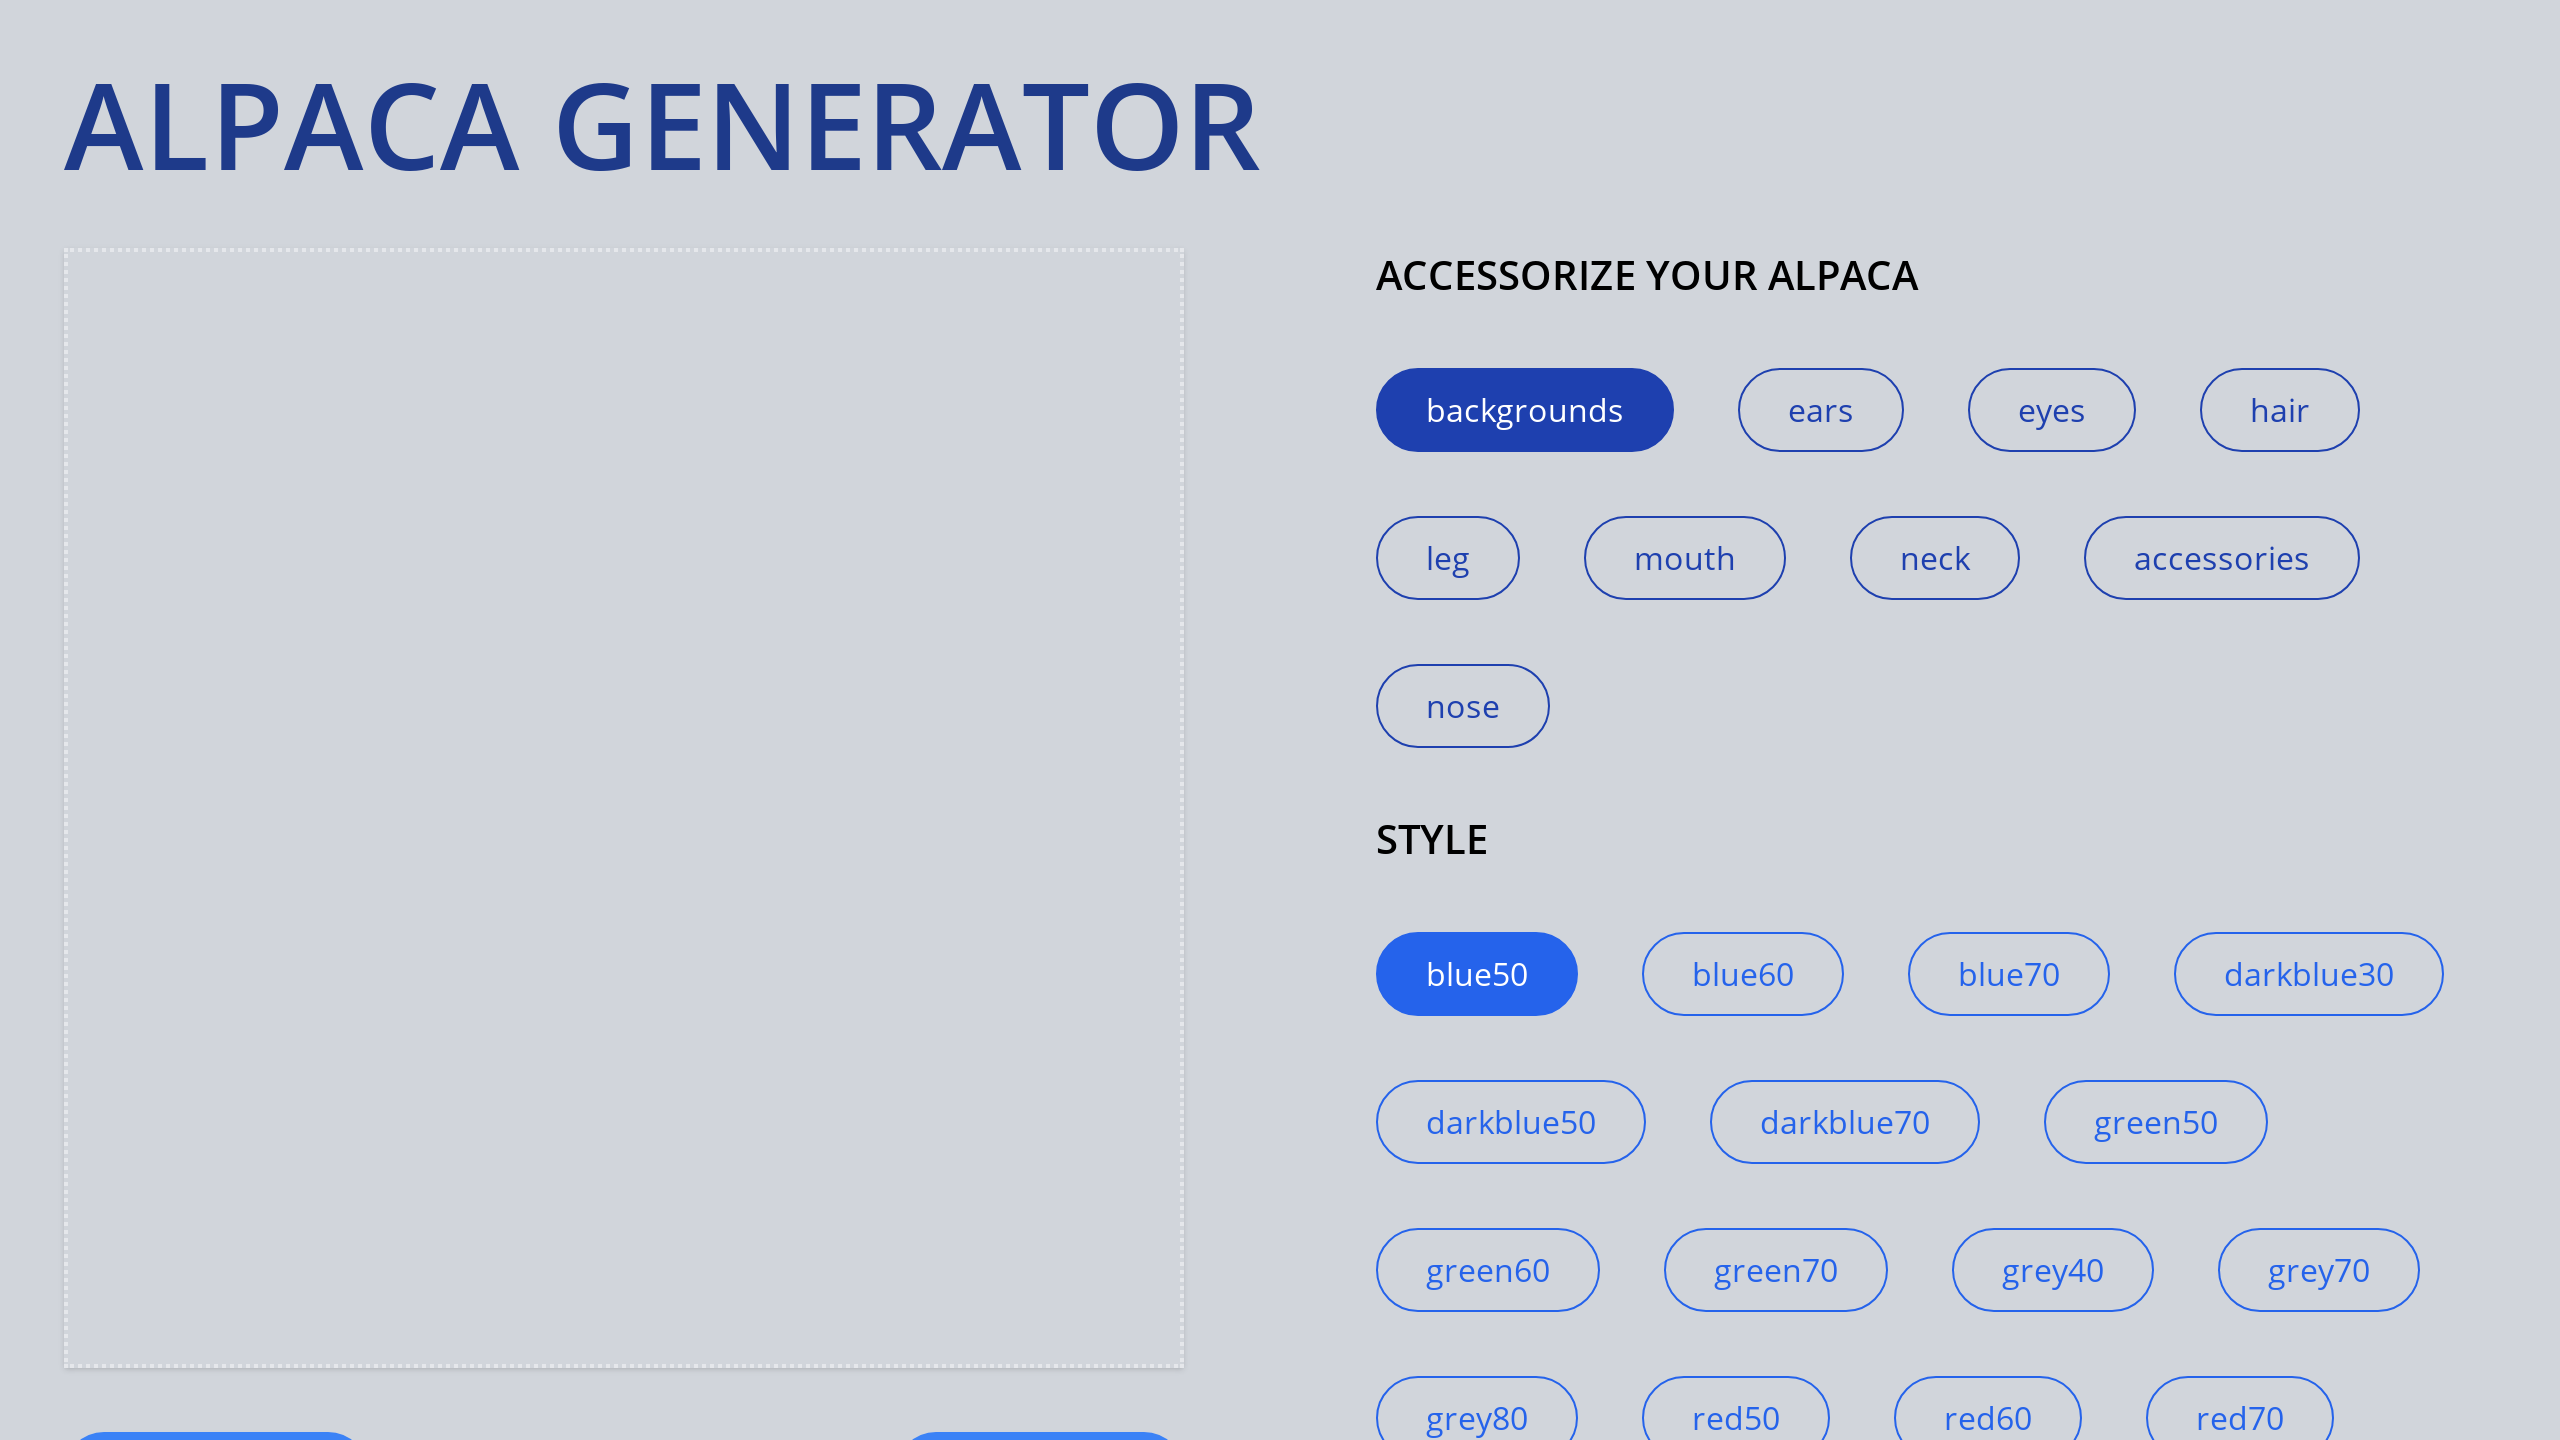 ALPACA GENERATOR
ACCESSORIZE YOUR ALPACA
backgrounds ears eyes hair
leg mouth neck accessories
nose
STYLE
blue50 blue60 blue70 darkblue30
darkblue50 darkblue70 green50
green60 green70 grey40 grey70
grey80 red50 red60 red70